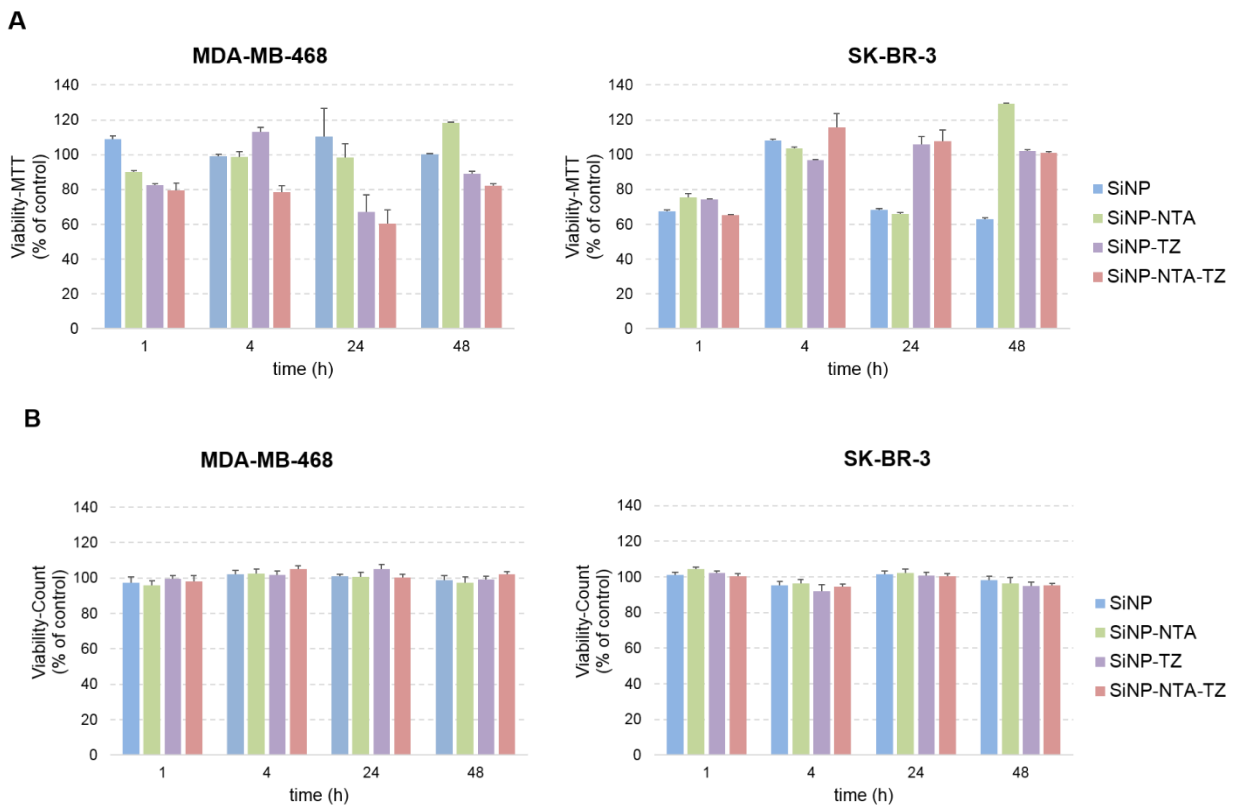 A
MDA-MB-468
SK-BR-3
Viability-MTT
(% of control)
140
120
100
80
60
40
20
0
1 4 24 48
time (h)
Viability-MTT
(% of control)
140
120
100
80
60
40
20
0
1 4 24 48
time (h)
SiNP
SiNP-NTA
SiNP-TZ
SiNP-NTA-TZ
B
MDA-MB-468
SK-BR-3
Viability-Count
(% of control)
140
120
100
80
60
40
20
0
1 4 24 48
time (h)
Viability-Count
(% of control)
140
120
100
80
60
40
20
0
1 4 24 48
time (h)
SiNP
SiNP-NTA
SiNP-TZ
SiNP-NTA-TZ